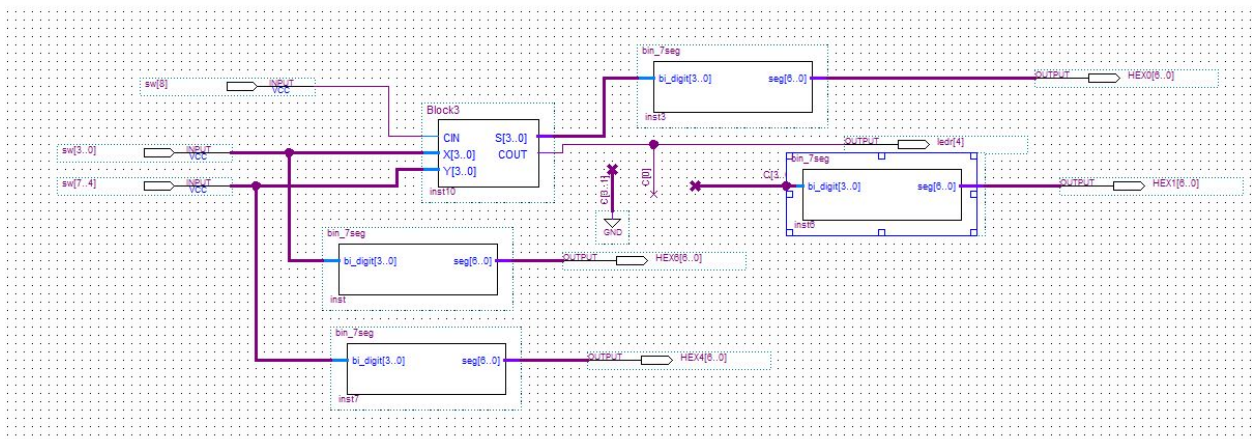 bin_7seg
bi_digit[3..0] seg[6..0]
inst3
OUTPUT HEX0[6..0]
sw[8] INPUT
VCC
Block3
CIN S[3..0]
X[3..0] COUT
Y[3..0]
inst10
sw[3..0] INPUT
VCC
sw[7..4] INPUT
VCC
OUTPUT ledr[4]
C[3..1]
GND
C[0]
C[3..
bin_7seg
bi_digit[3..0] seg[6..0]
inst6
OUTPUT HEX1[6..0]
bin_7seg
bi_digit[3..0] seg[6..0]
inst
OUTPUT HEX6[6..0]
bin_7seg
bi_digit[3..0] seg[6..0]
inst7
OUTPUT HEX4[6..0]